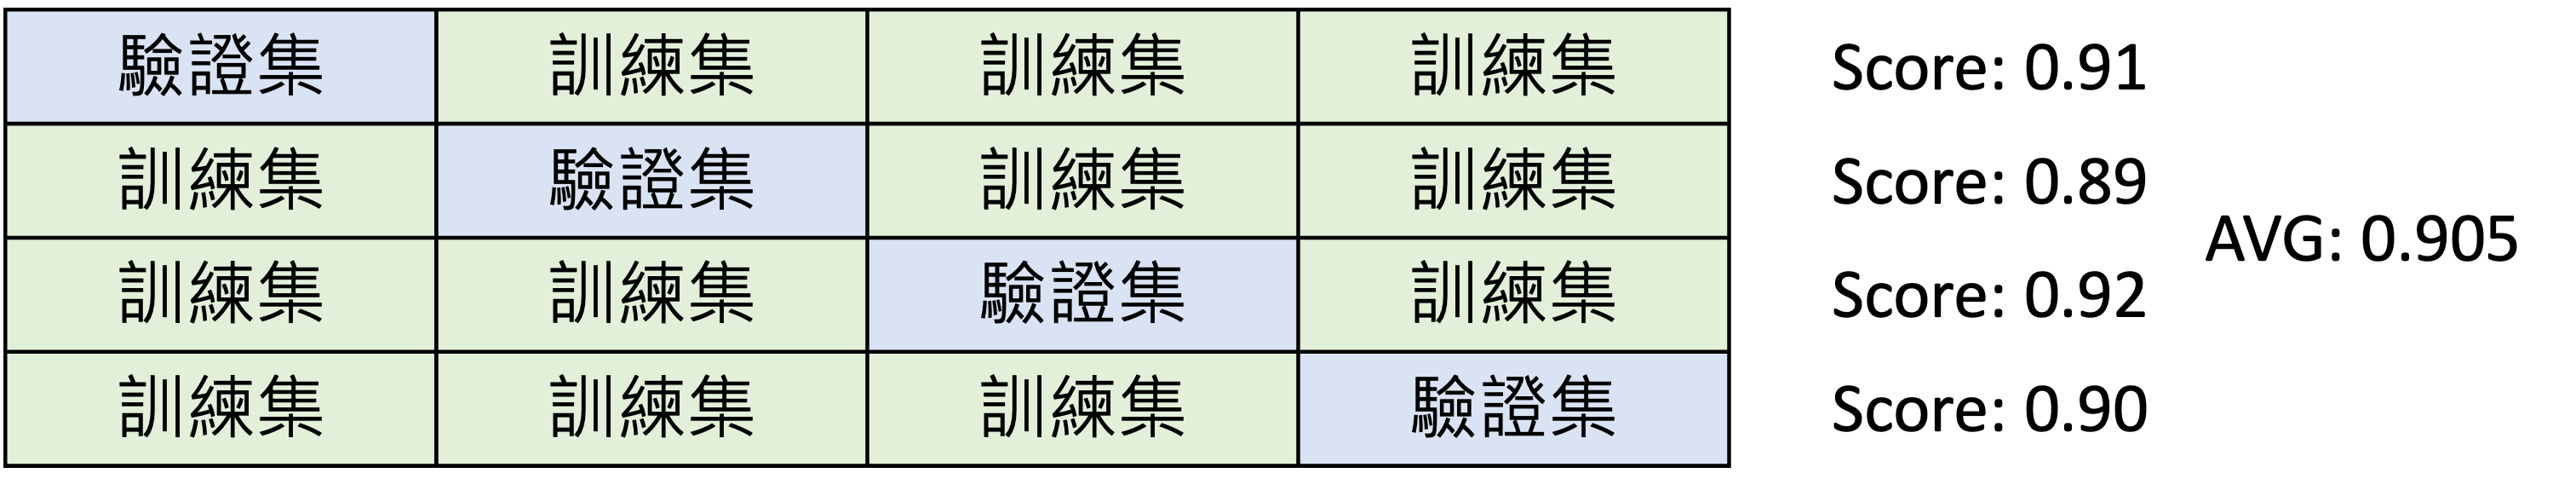 驗證集 訓練集 訓練集 訓練集 Score: 0.91
訓練集 驗證集 訓練集 訓練集 Score: 0.89
AVG: 0.905
訓練集 訓練集 驗證集 訓練集 Score: 0.92
訓練集 訓練集 訓練集 驗證集 Score: 0.90